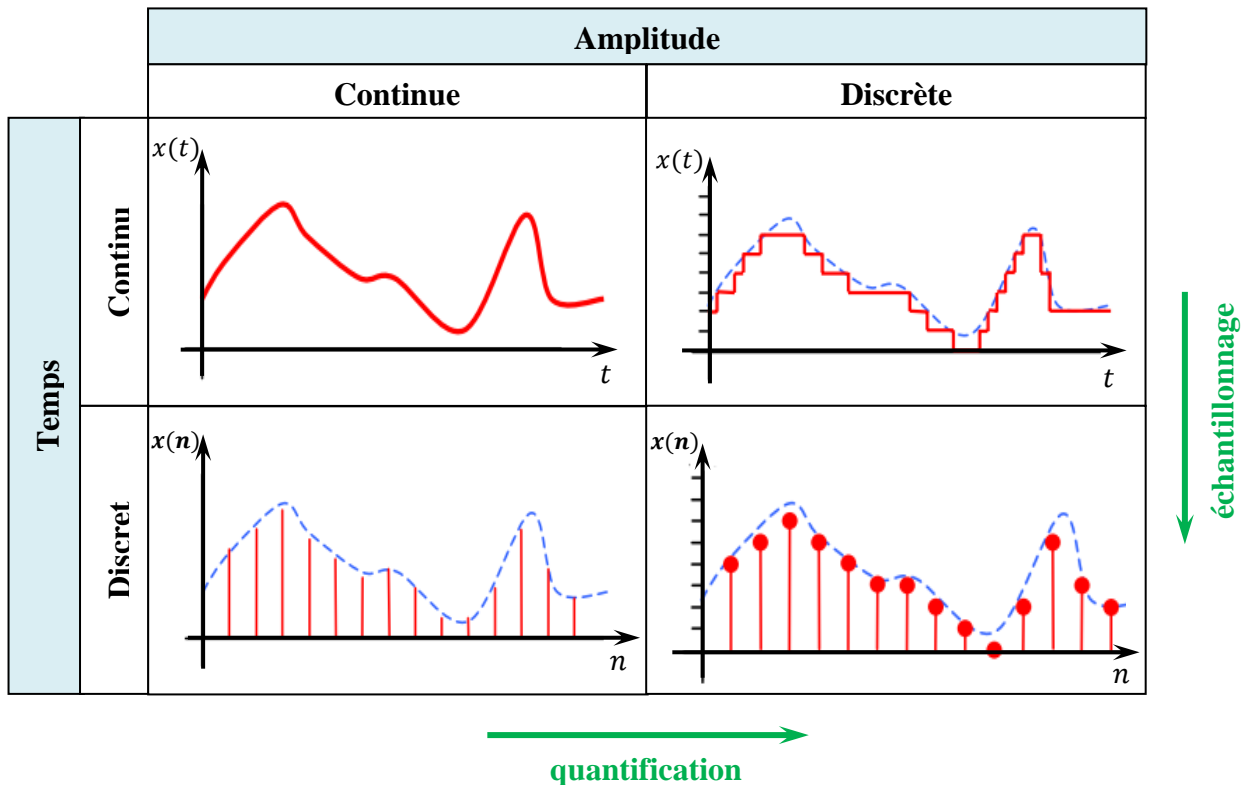 Amplitude
Continue
Discrète
Temps
Continu
x(t)
t
x(t)
t
Discret
x(n)
n
x(n)
n
échantillonnage
quantification